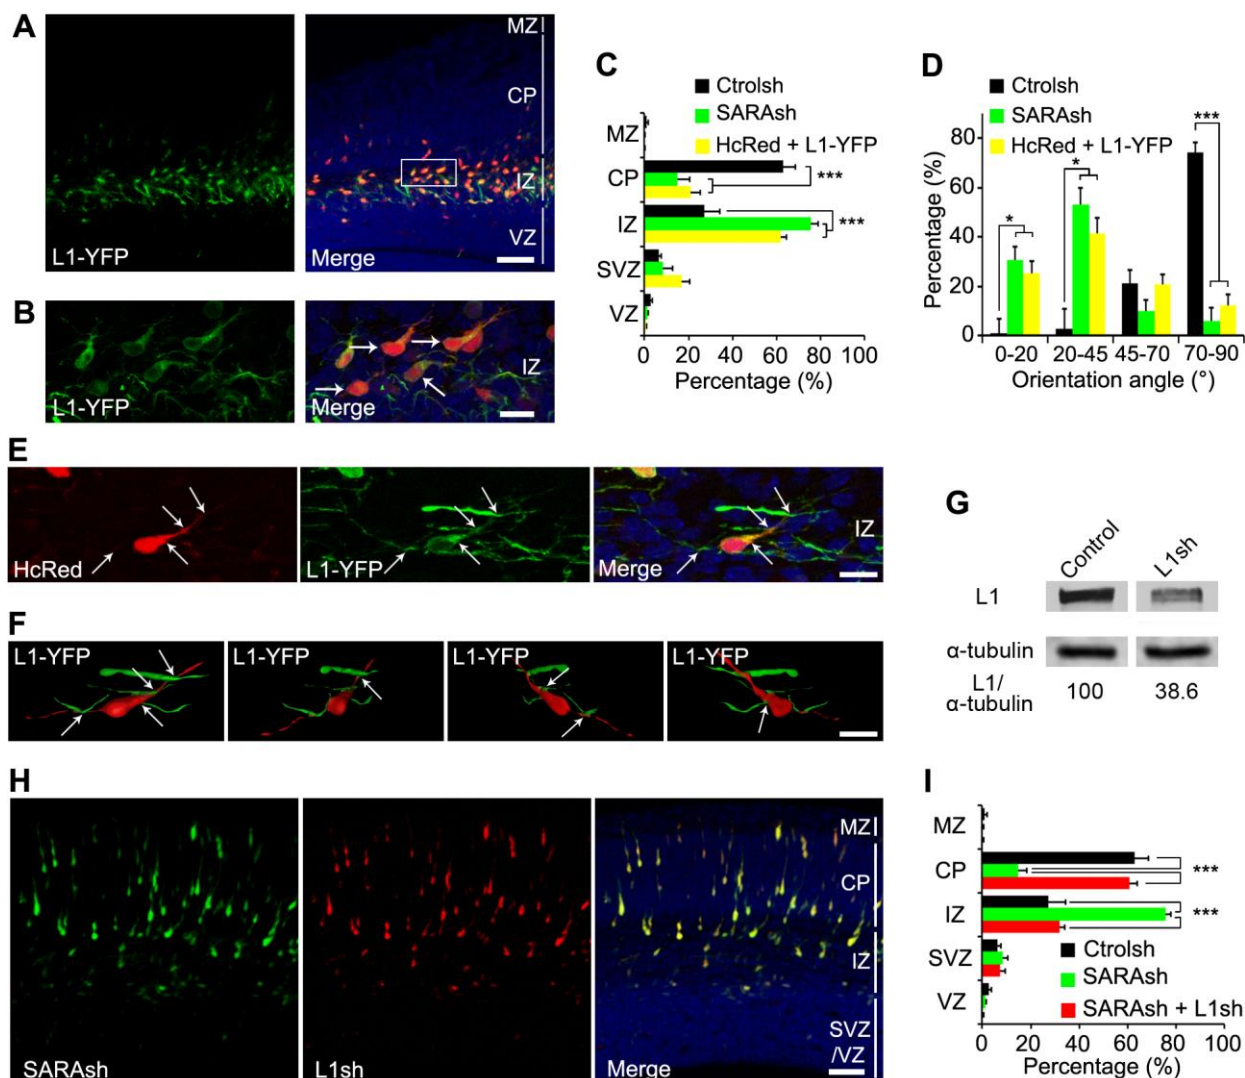 A
L1-YFP
MZ
CP
IZ
VZ
Merge
B
L1-YFP
IZ
Merge
C
Ctrolsh
SARAsh
HcRed + L1-YFP
MZ
CP
IZ
SVZ
VZ
***
***
0 20 40 60 80 100
Percentage (%)
D
Ctrolsh
SARAsh
HcRed + L1-YFP
Percentage (%)
80
60
40
20
0
*
*
***
0-20 20-45 45-70 70-90
Orientation angle (°)
E
HcRed
L1-YFP
IZ
Merge
F
L1-YFP
L1-YFP
L1-YFP
L1-YFP
G
Control L1sh
L1
α-tubulin
L1/
α-tubulin
100 38.6
H
SARAsh
L1sh
MZ
CP
IZ
SVZ
/VZ
Merge
I
MZ
CP
IZ
SVZ
VZ
***
***
Ctrolsh
SARAsh
SARAsh + L1sh
0 20 40 60 80 100
Percentage (%)